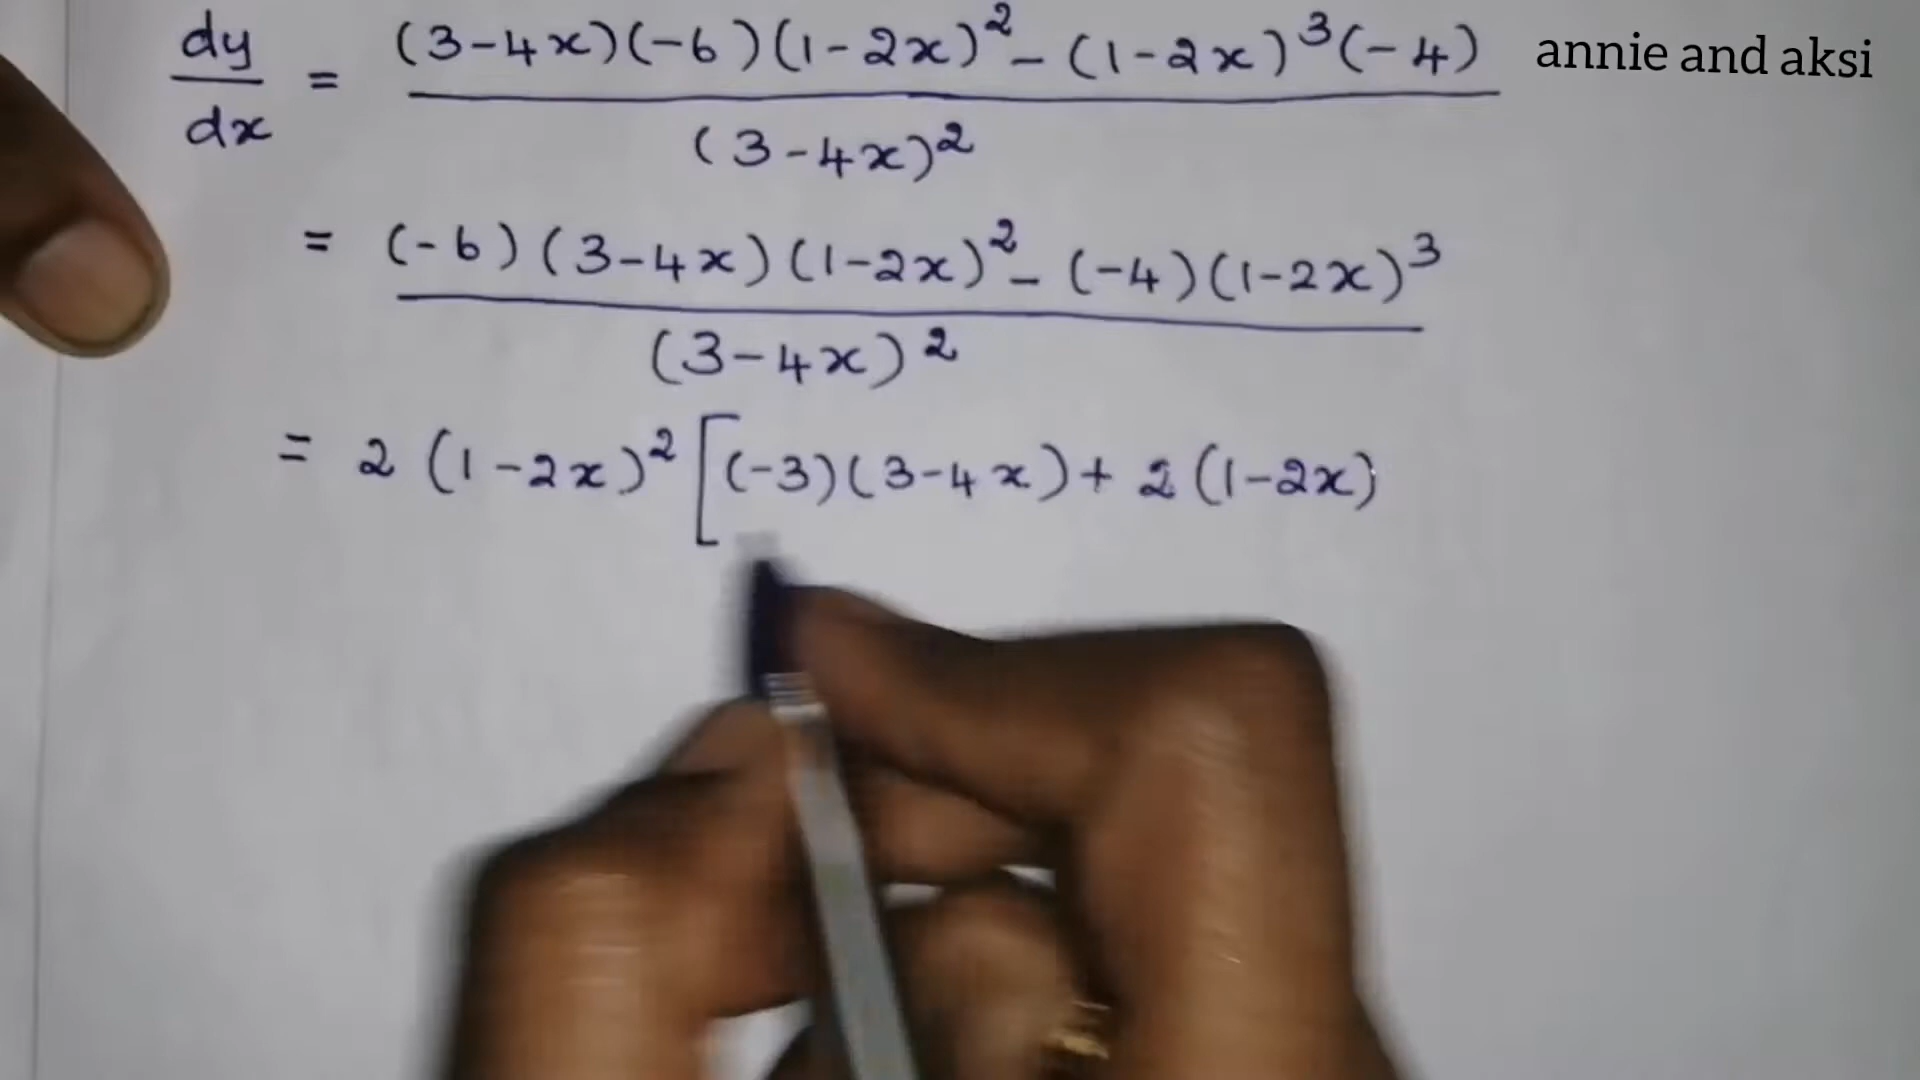 dy/dx = (3-4x)(-6)(1-2x)² - (1-2x)³(-4) / (3-4x)²
annie and aksi
= (-6)(3-4x)(1-2x)² - (-4)(1-2x)³ / (3-4x)²
= 2(1-2x)² [(-3)(3-4x) + 2(1-2x)